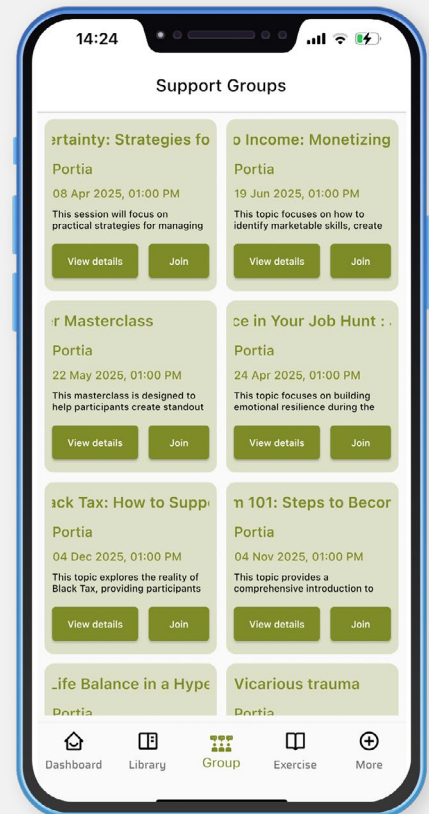 14:24
Support Groups
ertainty: Strategies fo
Portia
08 Apr 2025, 01:00 PM
This session will focus on
practical strategies for managing
View details
Join
o Income: Monetizing
Portia
19 Jun 2025, 01:00 PM
This topic focuses on how to
identify marketable skills, create
View details
Join
r Masterclass
Portia
22 May 2025, 01:00 PM
This masterclass is designed to
help participants create standout
View details
Join
ce in Your Job Hunt :
Portia
24 Apr 2025, 01:00 PM
This topic focuses on building
emotional resilience during the
View details
Join
ack Tax: How to Supp
Portia
04 Dec 2025, 01:00 PM
This topic explores the reality of
Black Tax, providing participants
View details
Join
m 101: Steps to Becor
Portia
04 Nov 2025, 01:00 PM
This topic provides a
comprehensive introduction to
View details
Join
Life Balance in a Hype
Portia
Vicarious trauma
Portia
Dashboard
Library
Group
Exercise
More